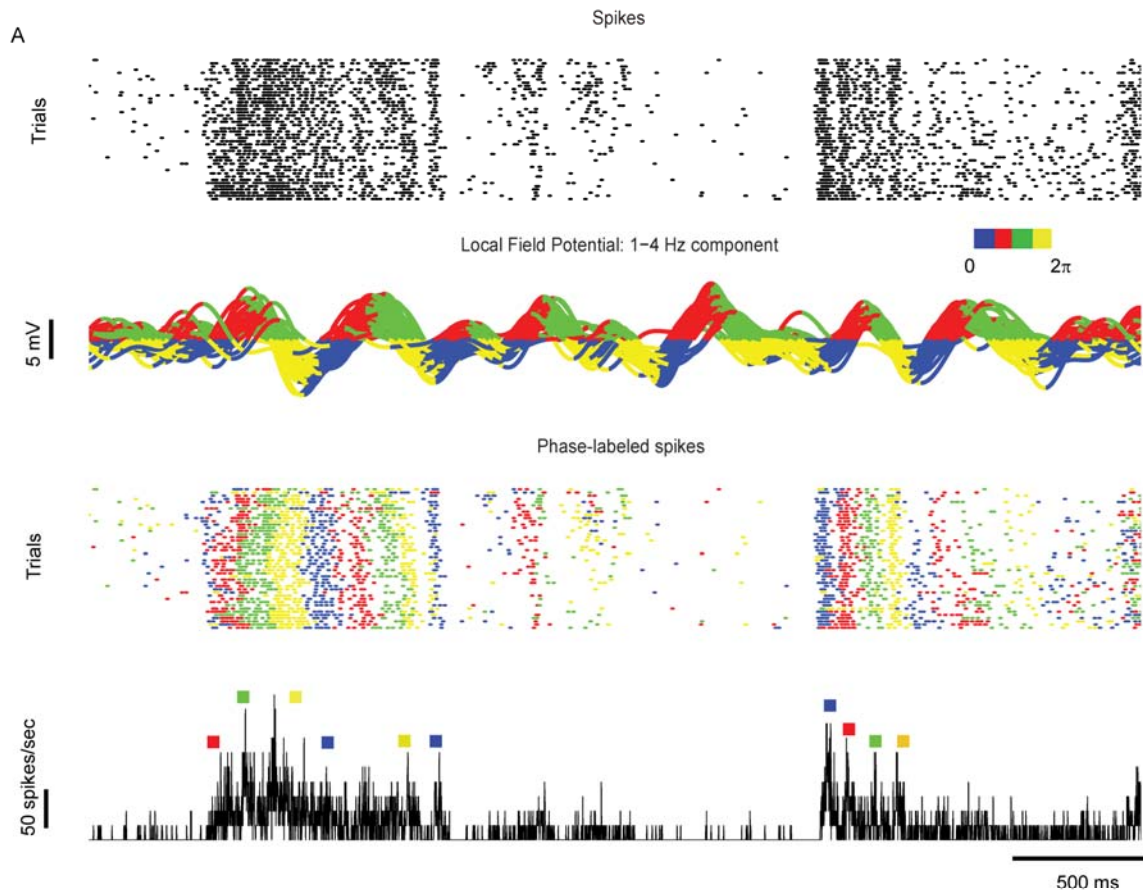 A
Spikes
Trials
Local Field Potential: 1−4 Hz component
0
2π
5 mV
Phase-labeled spikes
Trials
50 spikes/sec
500 ms